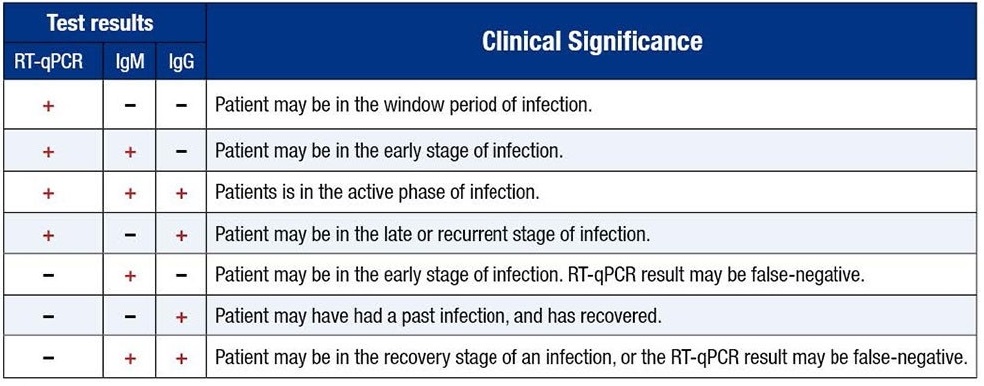 Test results
Clinical Significance
RT-qPCR IgM IgG
+ − − Patient may be in the window period of infection.
+ + − Patient may be in the early stage of infection.
+ + + Patients is in the active phase of infection.
+ − + Patient may be in the late or recurrent stage of infection.
− + − Patient may be in the early stage of infection. RT-qPCR result may be false-negative.
− − + Patient may have had a past infection, and has recovered.
− + + Patient may be in the recovery stage of an infection, or the RT-qPCR result may be false-negative.